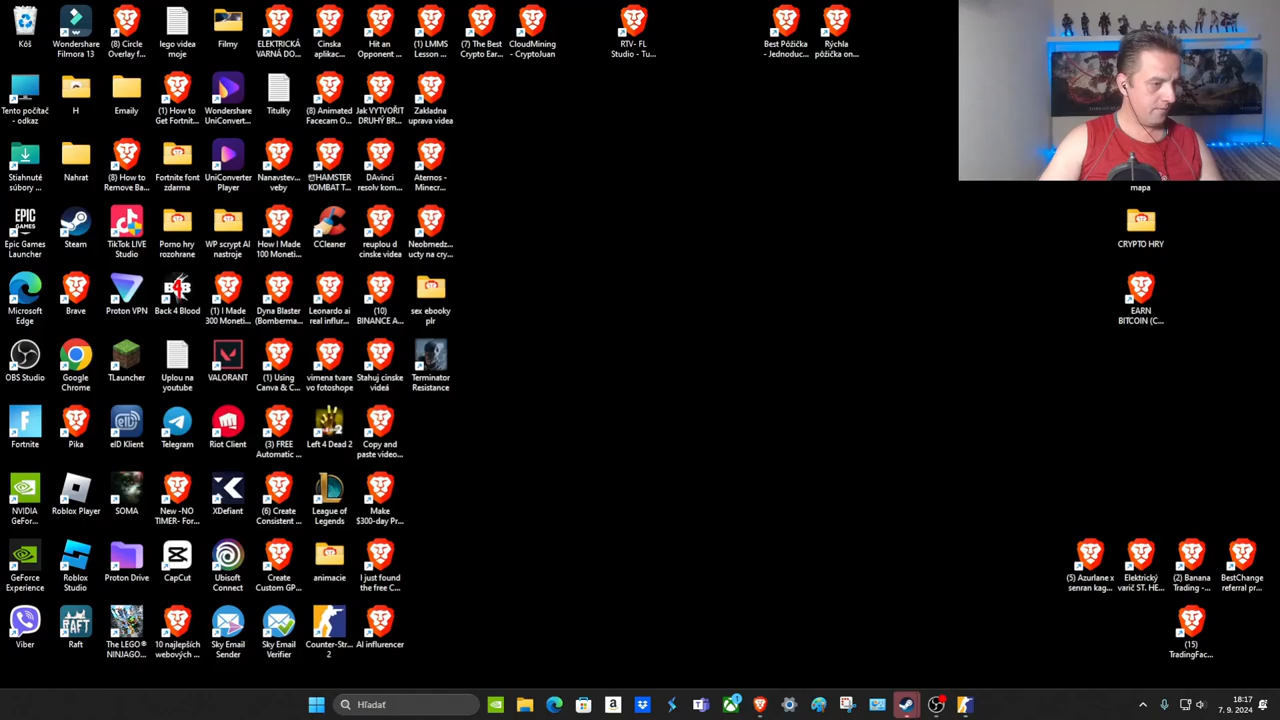 Kôš
Wondershare
Filmora 13
(8) Circle
Overlay f...
lego videa
moje
Filmy
ELEKTRICKÁ
VARNÁ DO...
Cinska
aplikac...
Hit an
Opponent ...
(1) LMMS
Lesson ...
(7) The Best
Crypto Ear...
CloudMining
- CryptoJuan
RTV- FL
Studio - Tu...
Best Pôžička
- Jednoduc...
Rýchla
pôžička on...
Tento počítač
- odkaz
H
Emaily
(1) How to
Get Fortnit...
Wondershare
UniConvert...
Titulky
(8) Animated
Facecam O...
Jak VYTVOŘIT
DRUHÝ BR...
Zakladna
uprava videa
Stiahnuté
súbory ...
Nahrat
(8) How to
Remove Ba...
Fortnite font
zdarma
UniConverter
Player
Nanavstev...
veby
HAMSTER
KOMBAT T...
DAvinci
resolv kom...
Aternos -
Minecr...
mapa
EPIC
GAMES
Epic Games
Launcher
Steam
TikTok LIVE
Studio
Porno hry
rozohrane
WP scrypt AI
nastroje
How I Made
100 Moneti...
CCleaner
reuplou d
cinske videa
Neobmedz...
ucty na cry...
CRYPTO HRY
Microsoft
Edge
Brave
Proton VPN
B4B
Back 4 Blood
(1) I Made
300 Moneti...
Dyna Blaster
(Bomberma...
Leonardo ai
real influr...
(10)
BINANCE A...
sex ebooky
plr
EARN
BITCOIN (C...
OBS Studio
Google
Chrome
TLauncher
Uplou na
youtube
VALORANT
(1) Using
Canva & C...
vimena tvare
vo fotoshope
Stahuj cinske
videá
Terminator
Resistance
Fortnite
Pika
eID Klient
Telegram
Riot Client
(3) FREE
Automatic ...
Left 4 Dead 2
Copy and
paste video...
NVIDIA
GeFor...
Roblox Player
SOMA
New -NO
TIMER- For...
XDefiant
(6) Create
Consistent ...
League of
Legends
Make
$300-day Pr...
GeForce
Experience
Roblox
Studio
Proton Drive
CapCut
Ubisoft
Connect
Create
Custom GP...
animacie
I just found
the free C...
(5) Azurlane x
senran kag...
Elektrický
varič ST. HE...
(2) Banana
Trading -...
BestChange
referral pr...
Viber
RAFT
Raft
The LEGO®
NINJAGO...
10 najlepších
webových ...
Sky Email
Sender
Sky Email
Verifier
Counter-Str...
2
AI influrencer
(15)
TradingFac...
Hľadať
18:17
7. 9. 2024